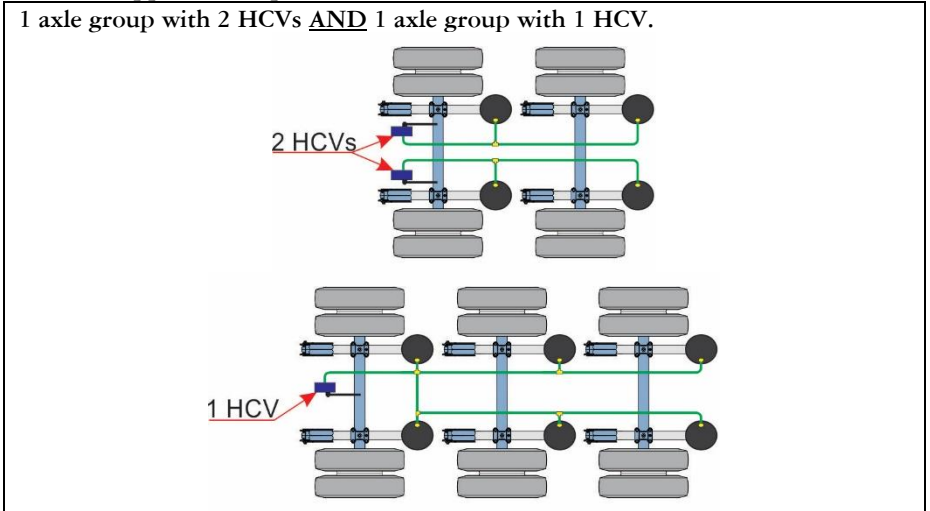 1 axle group with 2 HCVs AND 1 axle group with 1 HCV.
2 HCVs
1 HCV